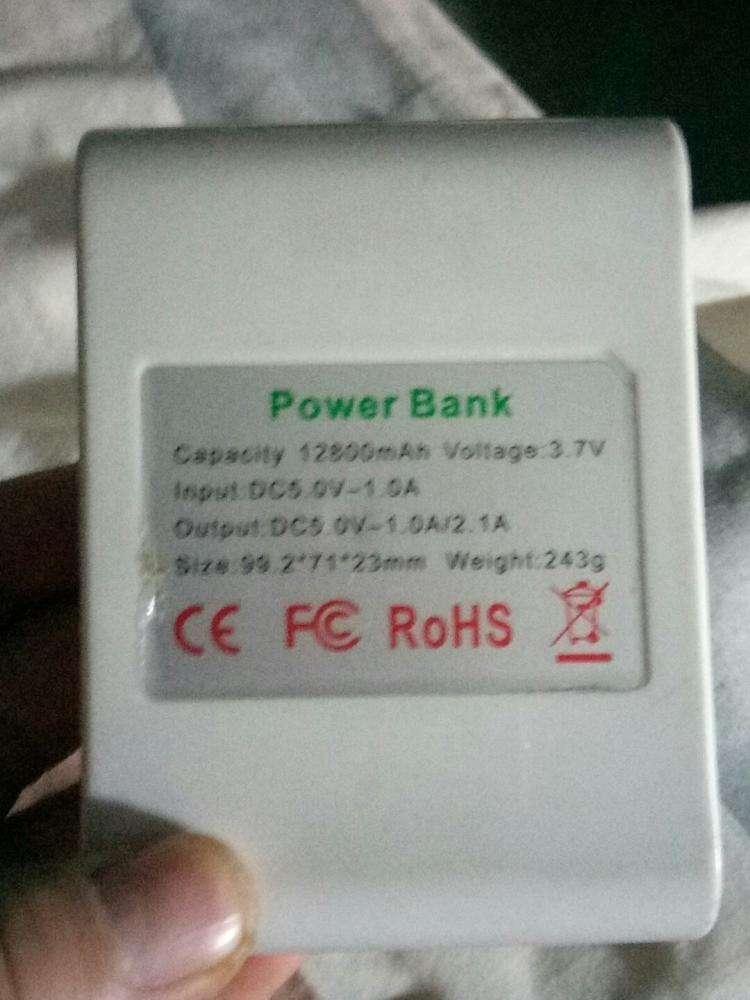 Power Bank
Capacity 12800mAh Voltage:3.7V
Input:DC5.0V-1.0A
Output:DC5.0V-1.0A/2.1A
Size:99.2*71*23mm Weight:243g
CE FC RoHS